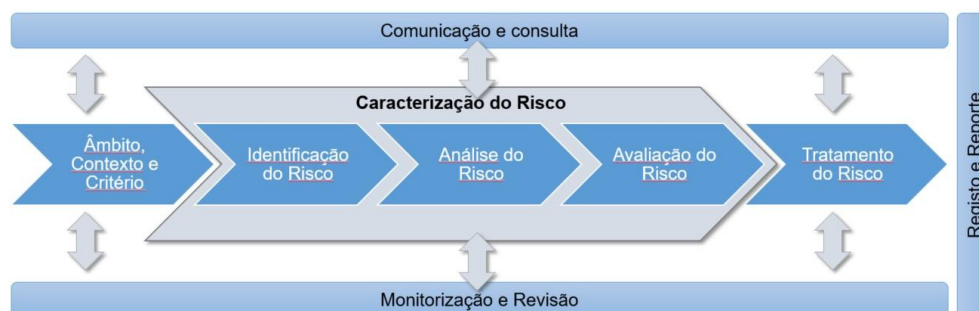 Comunicação e consulta
Caracterização do Risco
Âmbito,
Contexto e
Critério
Identificação
do Risco
Análise do
Risco
Avaliação do
Risco
Tratamento
do Risco
Monitorização e Revisão
Registo e Reporte